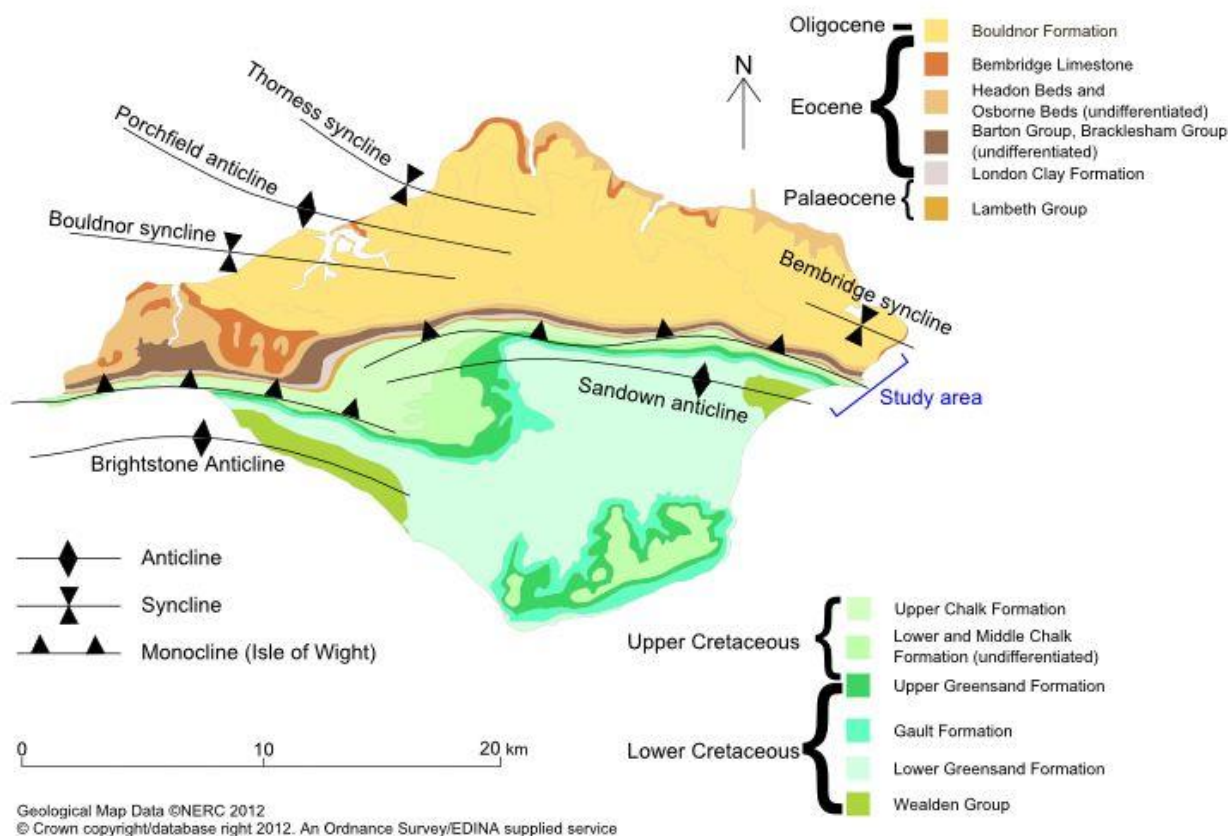 Oligocene
Bouldnor Formation
Bembridge Limestone
Eocene
Headon Beds and
Osborne Beds (undifferentiated)
Barton Group, Bracklesham Group
(undifferentiated)
London Clay Formation
Palaeocene
Lambeth Group
N
Thorness syncline
Porchfield anticline
Bouldnor syncline
Bembridge syncline
Sandown anticline
Study area
Brightstone Anticline
Anticline
Syncline
Monocline (Isle of Wight)
Upper Cretaceous
Upper Chalk Formation
Lower and Middle Chalk
Formation (undifferentiated)
Upper Greensand Formation
Gault Formation
Lower Cretaceous
Lower Greensand Formation
Wealden Group
0 10 20 km
Geological Map Data ©NERC 2012
© Crown copyright/database right 2012. An Ordnance Survey/EDINA supplied service